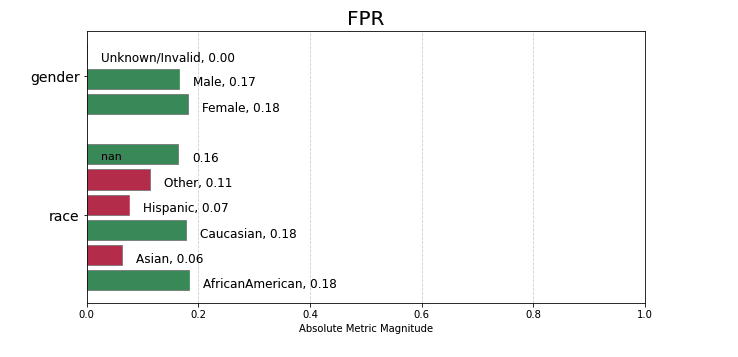 FPR
gender
Unknown/Invalid, 0.00
Male, 0.17
Female, 0.18
race
nan 0.16
Other, 0.11
Hispanic, 0.07
Caucasian, 0.18
Asian, 0.06
AfricanAmerican, 0.18
0.0 0.2 0.4 0.6 0.8 1.0
Absolute Metric Magnitude